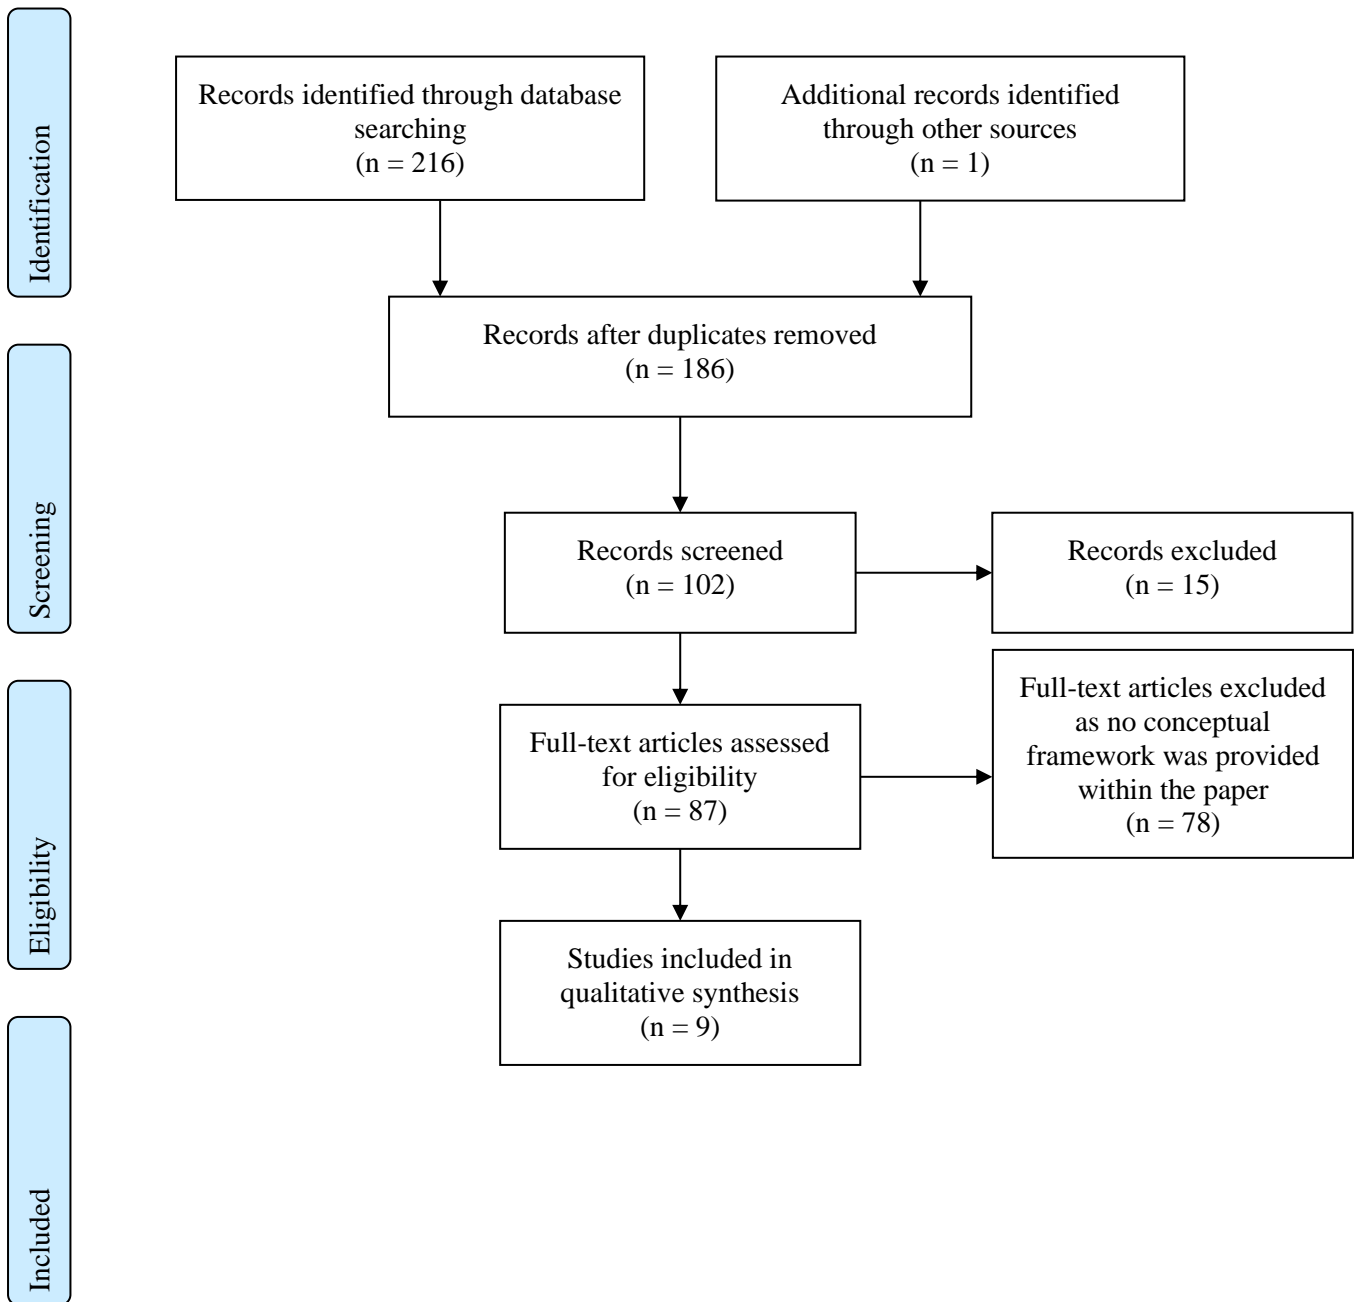 Identification
Records identified through database
searching
(n = 216)
Additional records identified
through other sources
(n = 1)
Records after duplicates removed
(n = 186)
Screening
Records screened
(n = 102)
Records excluded
(n = 15)
Eligibility
Full-text articles assessed
for eligibility
(n = 87)
Full-text articles excluded
as no conceptual
framework was provided
within the paper
(n = 78)
Studies included in
qualitative synthesis
(n = 9)
Included